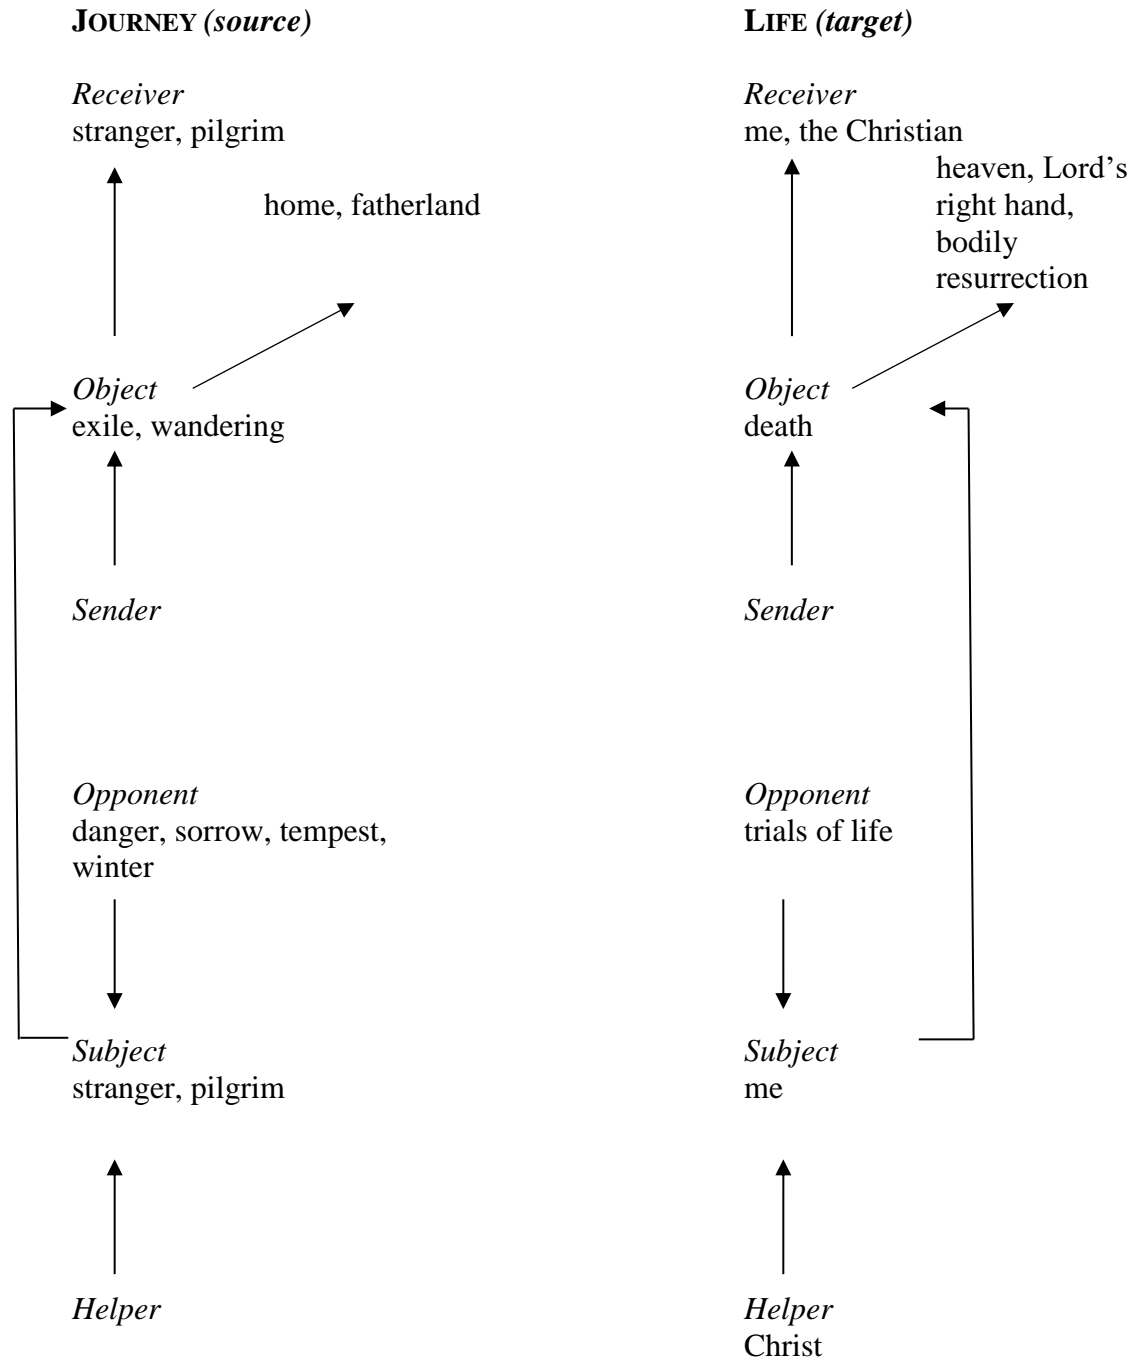 JOURNEY (source)
Receiver
stranger, pilgrim
home, fatherland
Object
exile, wandering
Sender
Opponent
danger, sorrow, tempest,
winter
Subject
stranger, pilgrim
Helper
LIFE (target)
Receiver
me, the Christian
heaven, Lord’s
right hand,
bodily
resurrection
Object
death
Sender
Opponent
trials of life
Subject
me
Helper
Christ